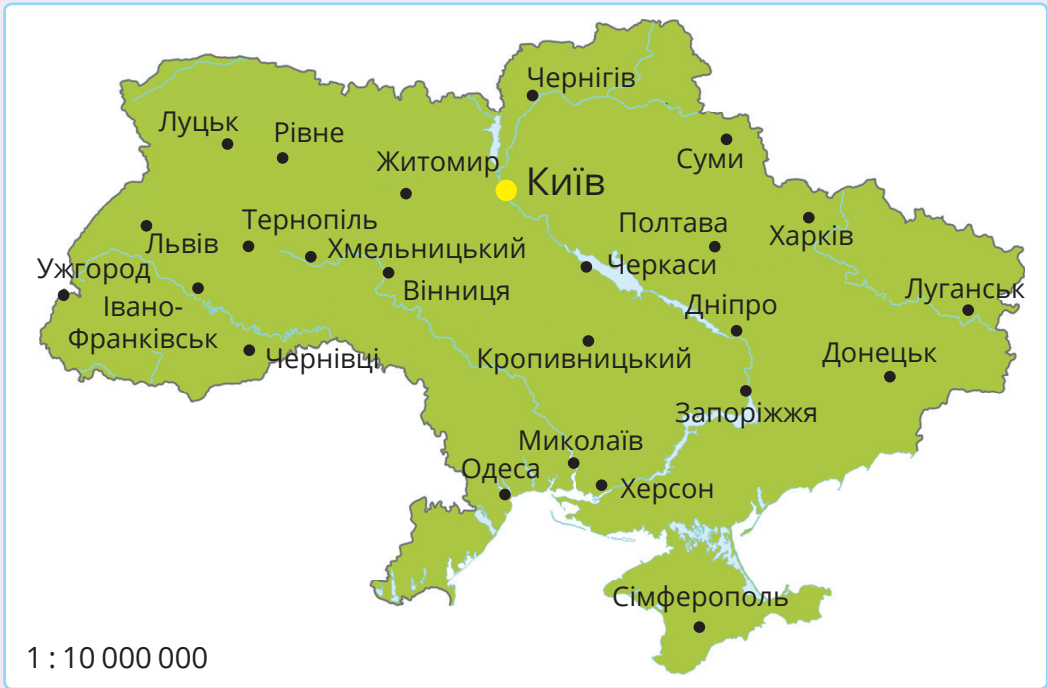 Чернігів
Луцьк
Рівне
Суми
Житомир
Київ
Тернопіль
Полтава
Львів
Хмельницький
Харків
Черкаси
Ужгород
Вінниця
Луганськ
Івано-
Франківськ
Дніпро
Чернівці
Кропивницький
Донецьк
Запоріжжя
Миколаїв
Одеса
Херсон
Сімферополь
1 : 10 000 000